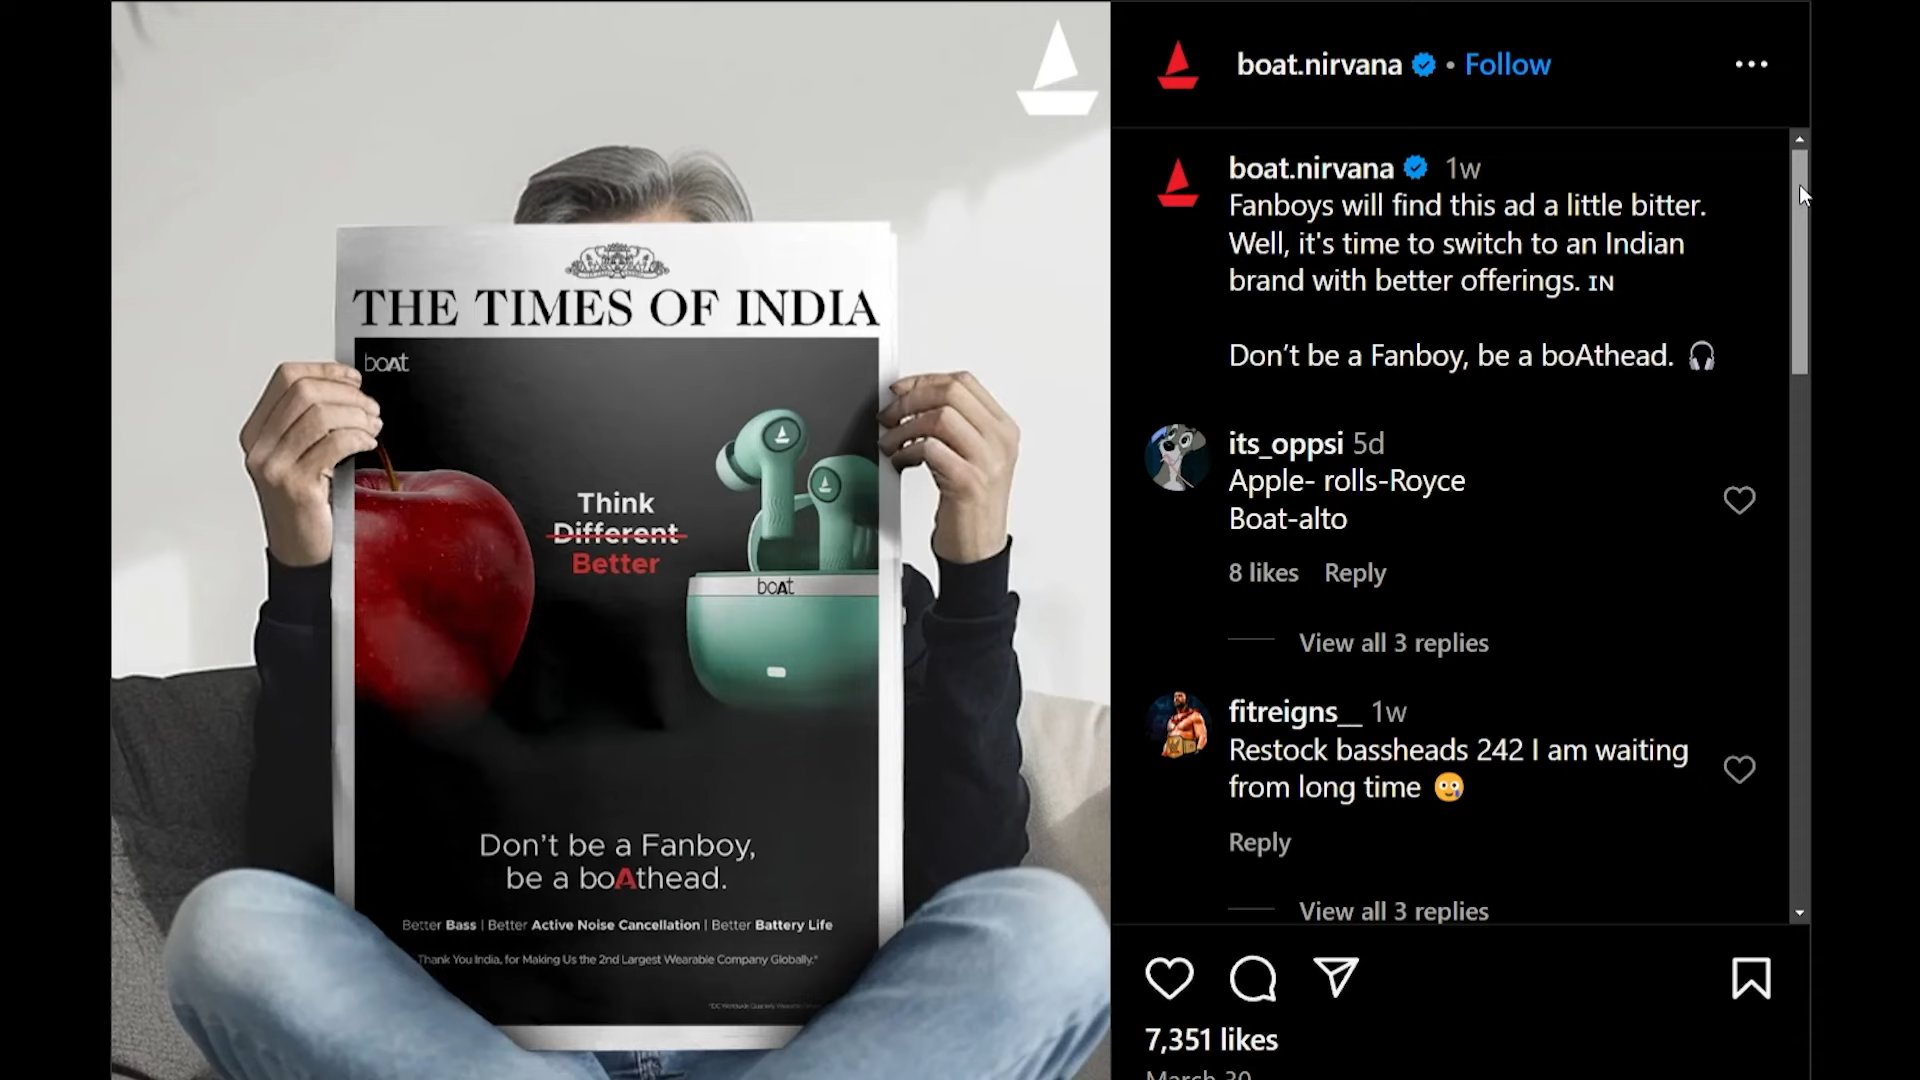 THE TIMES OF INDIA
boAt
Think
Different
Better
boAt
Don't be a Fanboy,
be a boAthead.
Better Bass | Better Active Noise Cancellation | Better Battery Life
Thank You India, for Making Us the 2nd Largest Wearable Company Globally.*
boat.nirvana • Follow
boat.nirvana 1w
Fanboys will find this ad a little bitter.
Well, it's time to switch to an Indian
brand with better offerings. IN
Don’t be a Fanboy, be a boAthead. 🎧
its_oppsi 5d
Apple- rolls-Royce
Boat-alto
8 likes Reply
View all 3 replies
fitreigns__ 1w
Restock bassheads 242 I am waiting
from long time 🥲
Reply
View all 3 replies
7,351 likes
March 30